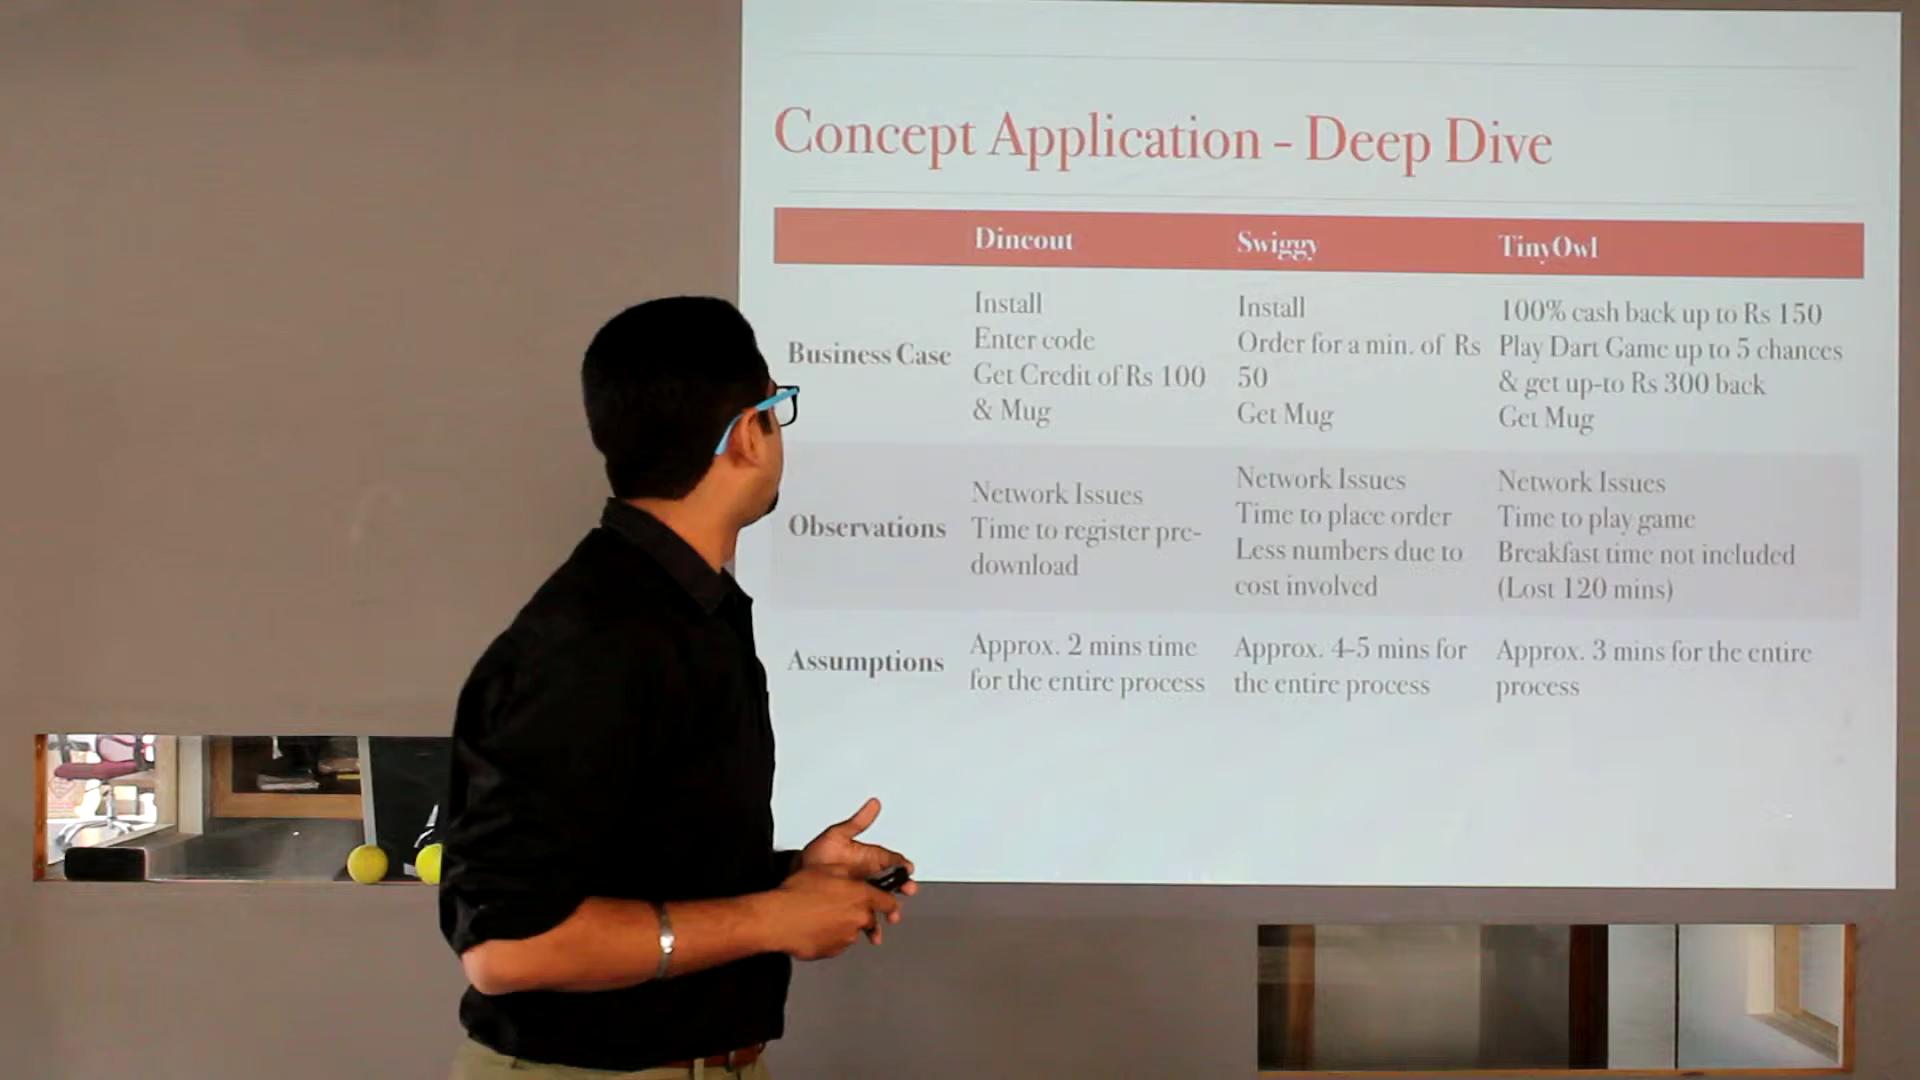 Concept Application - Deep Dive
Dineout
Swiggy
TinyOwl
Business Case
Install
Enter code
Get Credit of Rs 100
& Mug
Install
Order for a min. of Rs
50
Get Mug
100% cash back up to Rs 150
Play Dart Game up to 5 chances
& get up-to Rs 300 back
Get Mug
Observations
Network Issues
Time to register pre-
download
Network Issues
Time to place order
Less numbers due to
cost involved
Network Issues
Time to play game
Breakfast time not included
(Lost 120 mins)
Assumptions
Approx. 2 mins time
for the entire process
Approx. 4-5 mins for
the entire process
Approx. 3 mins for the entire
process